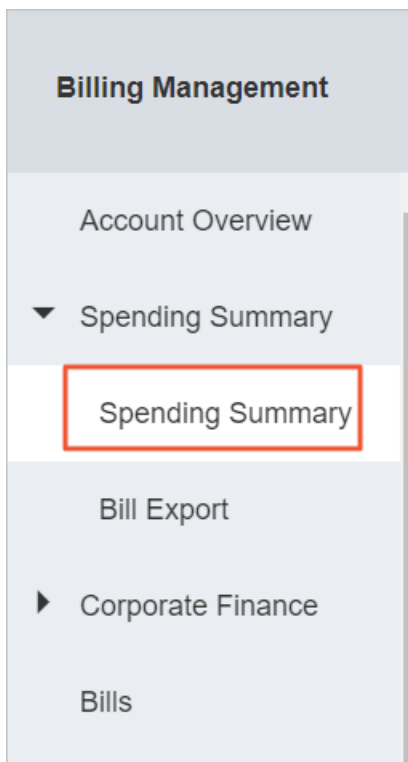 Billing Management
Account Overview
Spending Summary
Spending Summary
Bill Export
Corporate Finance
Bills